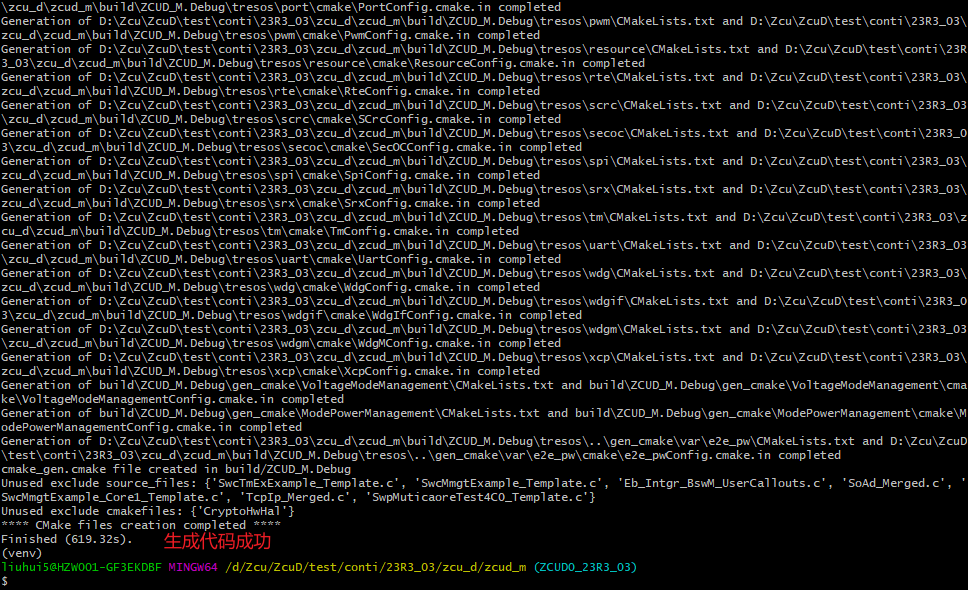 \zcu_d\zcud_m\build\ZCUD_M.Debug\tresos\port\cmake\PortConfig.cmake.in completed
Generation of D:\Zcu\ZcuD\test\conti\23R3_03\zcu_d\zcud_m\build\ZCUD_M.Debug\tresos\pwm\CMakeLists.txt and D:\Zcu\ZcuD\test\conti\23R3_03\
zcu_d\zcud_m\build\ZCUD_M.Debug\tresos\pwm\cmake\PwmConfig.cmake.in completed
Generation of D:\Zcu\ZcuD\test\conti\23R3_03\zcu_d\zcud_m\build\ZCUD_M.Debug\tresos\resource\CMakeLists.txt and D:\Zcu\ZcuD\test\conti\23R
3_03\zcu_d\zcud_m\build\ZCUD_M.Debug\tresos\resource\cmake\ResourceConfig.cmake.in completed
Generation of D:\Zcu\ZcuD\test\conti\23R3_03\zcu_d\zcud_m\build\ZCUD_M.Debug\tresos\rte\CMakeLists.txt and D:\Zcu\ZcuD\test\conti\23R3_03\
zcu_d\zcud_m\build\ZCUD_M.Debug\tresos\rte\cmake\RteConfig.cmake.in completed
Generation of D:\Zcu\ZcuD\test\conti\23R3_03\zcu_d\zcud_m\build\ZCUD_M.Debug\tresos\scrc\CMakeLists.txt and D:\Zcu\ZcuD\test\conti\23R3_03
\zcu_d\zcud_m\build\ZCUD_M.Debug\tresos\scrc\cmake\SCrcConfig.cmake.in completed
Generation of D:\Zcu\ZcuD\test\conti\23R3_03\zcu_d\zcud_m\build\ZCUD_M.Debug\tresos\secoc\CMakeLists.txt and D:\Zcu\ZcuD\test\conti\23R3_0
3\zcu_d\zcud_m\build\ZCUD_M.Debug\tresos\secoc\cmake\SecOCConfig.cmake.in completed
Generation of D:\Zcu\ZcuD\test\conti\23R3_03\zcu_d\zcud_m\build\ZCUD_M.Debug\tresos\spi\CMakeLists.txt and D:\Zcu\ZcuD\test\conti\23R3_03\
zcu_d\zcud_m\build\ZCUD_M.Debug\tresos\spi\cmake\SpiConfig.cmake.in completed
Generation of D:\Zcu\ZcuD\test\conti\23R3_03\zcu_d\zcud_m\build\ZCUD_M.Debug\tresos\srx\CMakeLists.txt and D:\Zcu\ZcuD\test\conti\23R3_03\
zcu_d\zcud_m\build\ZCUD_M.Debug\tresos\srx\cmake\SrxConfig.cmake.in completed
Generation of D:\Zcu\ZcuD\test\conti\23R3_03\zcu_d\zcud_m\build\ZCUD_M.Debug\tresos\tm\CMakeLists.txt and D:\Zcu\ZcuD\test\conti\23R3_03\z
cu_d\zcud_m\build\ZCUD_M.Debug\tresos\tm\cmake\TmConfig.cmake.in completed
Generation of D:\Zcu\ZcuD\test\conti\23R3_03\zcu_d\zcud_m\build\ZCUD_M.Debug\tresos\uart\CMakeLists.txt and D:\Zcu\ZcuD\test\conti\23R3_03
\zcu_d\zcud_m\build\ZCUD_M.Debug\tresos\uart\cmake\UartConfig.cmake.in completed
Generation of D:\Zcu\ZcuD\test\conti\23R3_03\zcu_d\zcud_m\build\ZCUD_M.Debug\tresos\wdg\CMakeLists.txt and D:\Zcu\ZcuD\test\conti\23R3_03\
zcu_d\zcud_m\build\ZCUD_M.Debug\tresos\wdg\cmake\WdgConfig.cmake.in completed
Generation of D:\Zcu\ZcuD\test\conti\23R3_03\zcu_d\zcud_m\build\ZCUD_M.Debug\tresos\wdgif\CMakeLists.txt and D:\Zcu\ZcuD\test\conti\23R3_0
3\zcu_d\zcud_m\build\ZCUD_M.Debug\tresos\wdgif\cmake\WdgIfConfig.cmake.in completed
Generation of D:\Zcu\ZcuD\test\conti\23R3_03\zcu_d\zcud_m\build\ZCUD_M.Debug\tresos\wdgm\CMakeLists.txt and D:\Zcu\ZcuD\test\conti\23R3_03
\zcu_d\zcud_m\build\ZCUD_M.Debug\tresos\wdgm\cmake\WdgMConfig.cmake.in completed
Generation of D:\Zcu\ZcuD\test\conti\23R3_03\zcu_d\zcud_m\build\ZCUD_M.Debug\tresos\xcp\CMakeLists.txt and D:\Zcu\ZcuD\test\conti\23R3_03\
zcu_d\zcud_m\build\ZCUD_M.Debug\tresos\xcp\cmake\XcpConfig.cmake.in completed
Generation of build\ZCUD_M.Debug\gen_cmake\VoltageModeManagement\CMakeLists.txt and build\ZCUD_M.Debug\gen_cmake\VoltageModeManagement\cma
ke\VoltageModeManagementConfig.cmake.in completed
Generation of build\ZCUD_M.Debug\gen_cmake\ModePowerManagement\CMakeLists.txt and build\ZCUD_M.Debug\gen_cmake\ModePowerManagement\cmake\M
odePowerManagementConfig.cmake.in completed
Generation of D:\Zcu\ZcuD\test\conti\23R3_03\zcu_d\zcud_m\build\ZCUD_M.Debug\tresos\..\gen_cmake\var\e2e_pw\CMakeLists.txt and D:\Zcu\ZcuD
\test\conti\23R3_03\zcu_d\zcud_m\build\ZCUD_M.Debug\tresos\..\gen_cmake\var\e2e_pw\cmake\e2e_pwConfig.cmake.in completed
cmake_gen.cmake file created in build/ZCUD_M.Debug
Unused exclude source_files: {'SwcTmExExample_Template.c', 'SwcMmgtExample_Template.c', 'Eb_Intgr_BswM_UserCallouts.c', 'SoAd_Merged.c', '
SwcMmgtExample_Core1_Template.c', 'TcpIp_Merged.c', 'SwpMuticaoreTest4C0_Template.c'}
Unused exclude cmakefiles: {'CryptoHwHal'}
**** CMake files creation completed ****
Finished (619.32s). 生成代码成功
(venv)
liuhui5@HZW001-GF3EKDBF MINGW64 /d/Zcu/ZcuD/test/conti/23R3_03/zcu_d/zcud_m (ZCUDO_23R3_03)
$